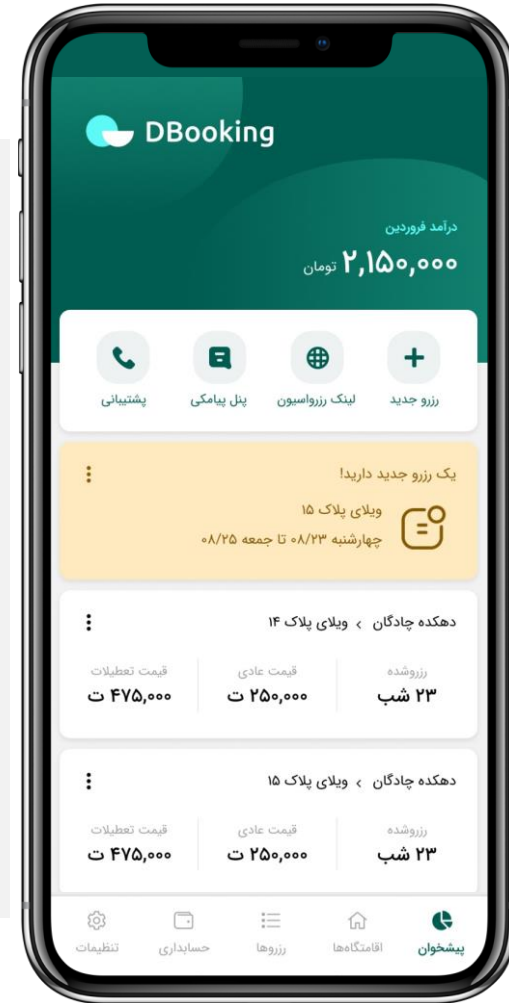 DBooking
درآمد فروردین
۲,۱۵۰,۰۰۰ تومان
رزرو جدید
لینک رزرواسیون
پنل پیامکی
پشتیبانی
یک رزرو جدید دارید!
ویلای پلاک ۱۵
چهارشنبه ۰۸/۲۳ تا جمعه ۰۸/۲۵
دهکده چادگان › ویلای پلاک ۱۴
رزروشده
قیمت عادی
قیمت تعطیلات
۲۳ شب
۲۵۰,۰۰۰ ت
۴۷۵,۰۰۰ ت
دهکده چادگان › ویلای پلاک ۱۵
رزروشده
قیمت عادی
قیمت تعطیلات
۲۳ شب
۲۵۰,۰۰۰ ت
۴۷۵,۰۰۰ ت
پیشخوان
اقامتگاه‌ها
رزروها
حسابداری
تنظیمات